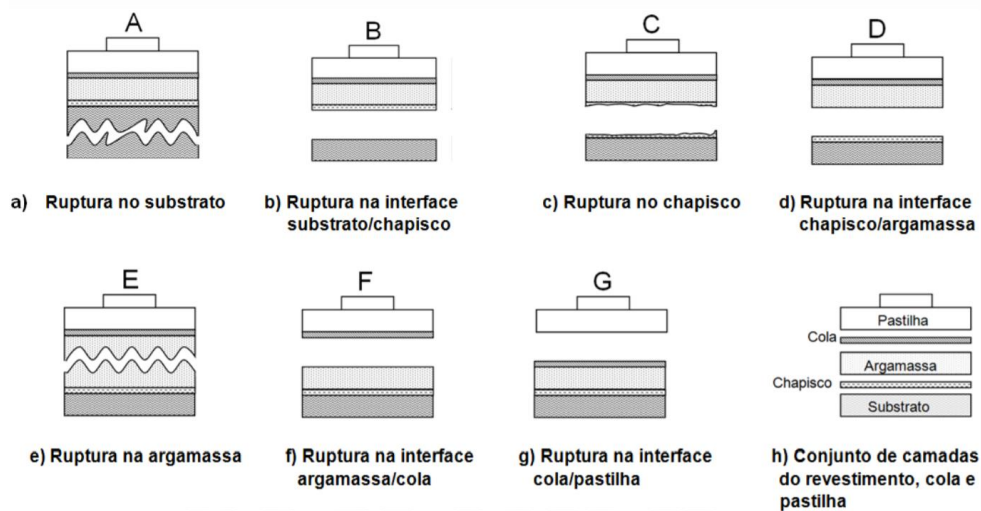 A
B
C
D
a) Ruptura no substrato
b) Ruptura na interface
substrato/chapisco
c) Ruptura no chapisco
d) Ruptura na interface
chapisco/argamassa
E
F
G
Pastilha
Cola
Argamassa
Chapisco
Substrato
e) Ruptura na argamassa
f) Ruptura na interface
argamassa/cola
g) Ruptura na interface
cola/pastilha
h) Conjunto de camadas
do revestimento, cola e
pastilha